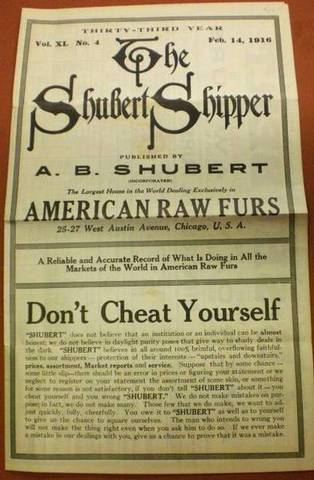 THIRTY-THIRD YEAR
Vol. XI. No. 4
Feb. 14, 1916
The
Shubert Shipper
PUBLISHED BY
A. B. SHUBERT
(INCORPORATED)
The Largest House in the World Dealing Exclusively in
AMERICAN RAW FURS
25-27 West Austin Avenue, Chicago, U. S. A.
A Reliable and Accurate Record of What Is Doing in All the
Markets of the World in American Raw Furs
Don't Cheat Yourself
"SHUBERT" does not believe that an institution or an individual can be almost
honest; we do not believe in daylight purity poses that give way to shady deals in
the dark. "SHUBERT" believes in all around 100% brimful, overflowing faithful-
ness to our shippers — protection of their interests — "upstairs and downstairs,"
prices, assortment, Market reports and service. Suppose that by some chance—
some little slip—there should be an error in prices or figuring your statement or we
neglect to register on your statement the assortment of some skin, or something
for some reason is not satisfactory, if you don't tell "SHUBERT" about it—you
cheat yourself and you wrong "SHUBERT." We do not make mistakes on pur-
pose; in fact, we do not make many. Those few that we do make, we want to ad-
just quickly, fully, cheerfully. You owe it to "SHUBERT" as well as to yourself
to give us the chance to square ourselves. The man who intends to wrong you
will not make the thing right even when you ask him to do so. If we ever make
a mistake in our dealings with you, give us a chance to prove that it was a mistake.